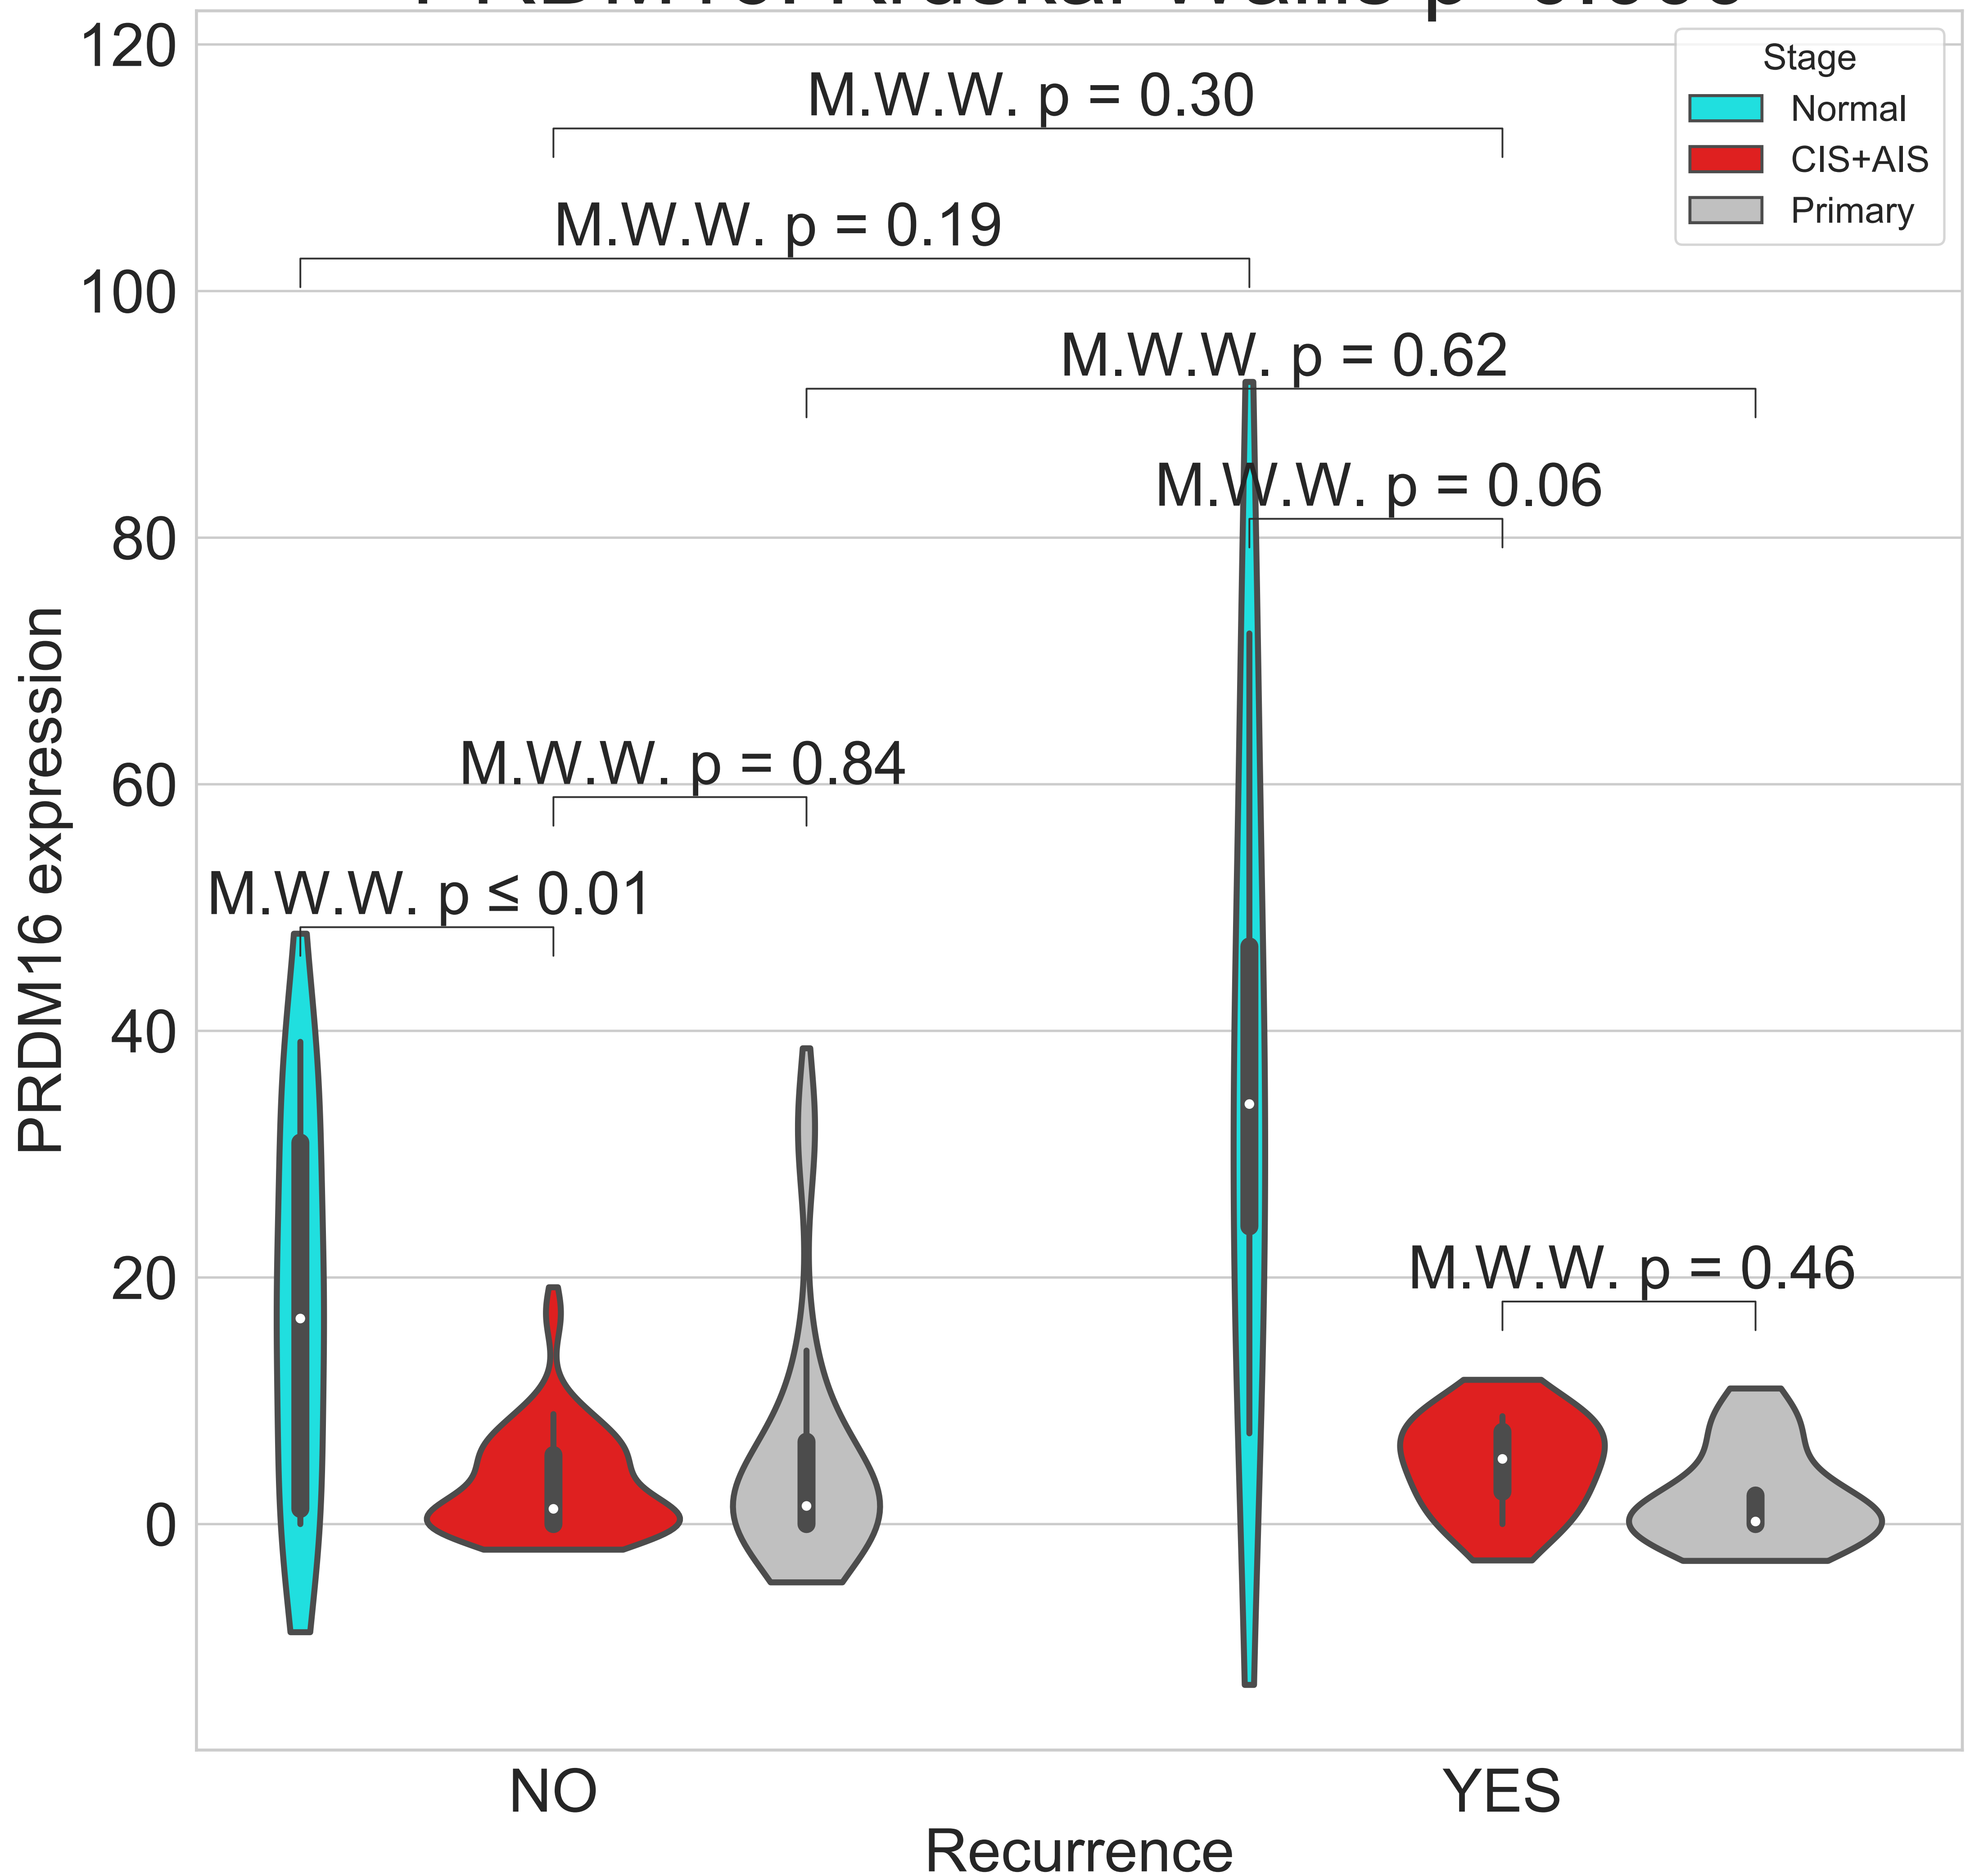 120
Stage
Normal
CIS+AIS
Primary
M.W.W. p = 0.30
M.W.W. p = 0.19
100
M.W.W. p = 0.62
M.W.W. p = 0.06
80
M.W.W. p = 0.84
60
M.W.W. p ≤ 0.01
40
M.W.W. p = 0.46
20
0
PRDM16 expression
NO
YES
Recurrence